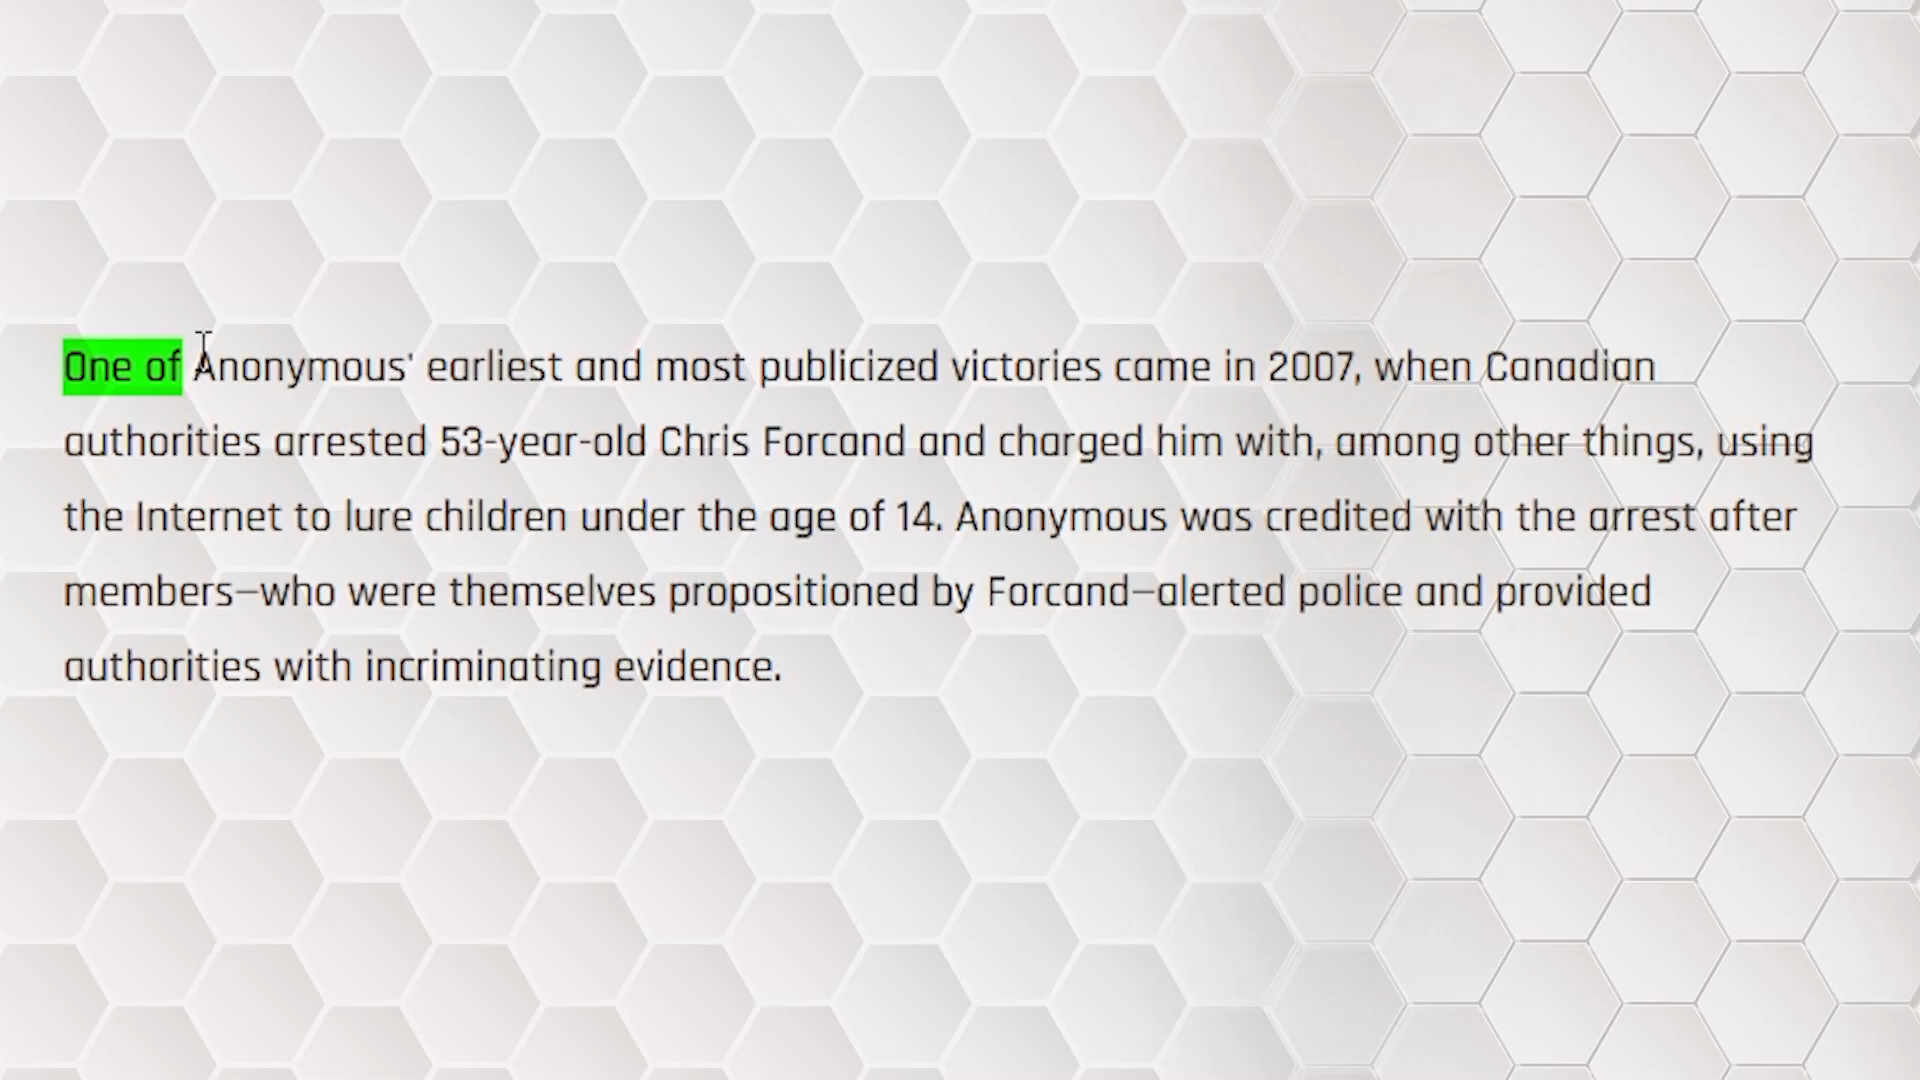 One of Anonymous' earliest and most publicized victories came in 2007, when Canadian
authorities arrested 53-year-old Chris Forcand and charged him with, among other things, using
the Internet to lure children under the age of 14. Anonymous was credited with the arrest after
members—who were themselves propositioned by Forcand—alerted police and provided
authorities with incriminating evidence.